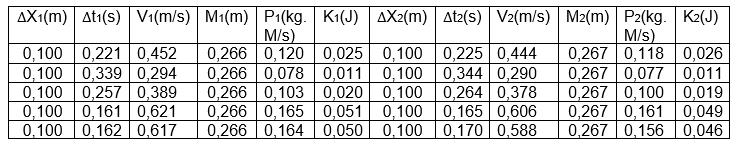 ΔX₁(m) Δt₁(s) V₁(m/s) M₁(m) P₁(kg. M/s) K₁(J) ΔX₂(m) Δt₂(s) V₂(m/s) M₂(m) P₂(kg. M/s) K₂(J)
0,100 0,221 0,452 0,266 0,120 0,025 0,100 0,225 0,444 0,267 0,118 0,026
0,100 0,339 0,294 0,266 0,078 0,011 0,100 0,344 0,290 0,267 0,077 0,011
0,100 0,257 0,389 0,266 0,103 0,020 0,100 0,264 0,378 0,267 0,100 0,019
0,100 0,161 0,621 0,266 0,165 0,051 0,100 0,165 0,606 0,267 0,161 0,049
0,100 0,162 0,617 0,266 0,164 0,050 0,100 0,170 0,588 0,267 0,156 0,046